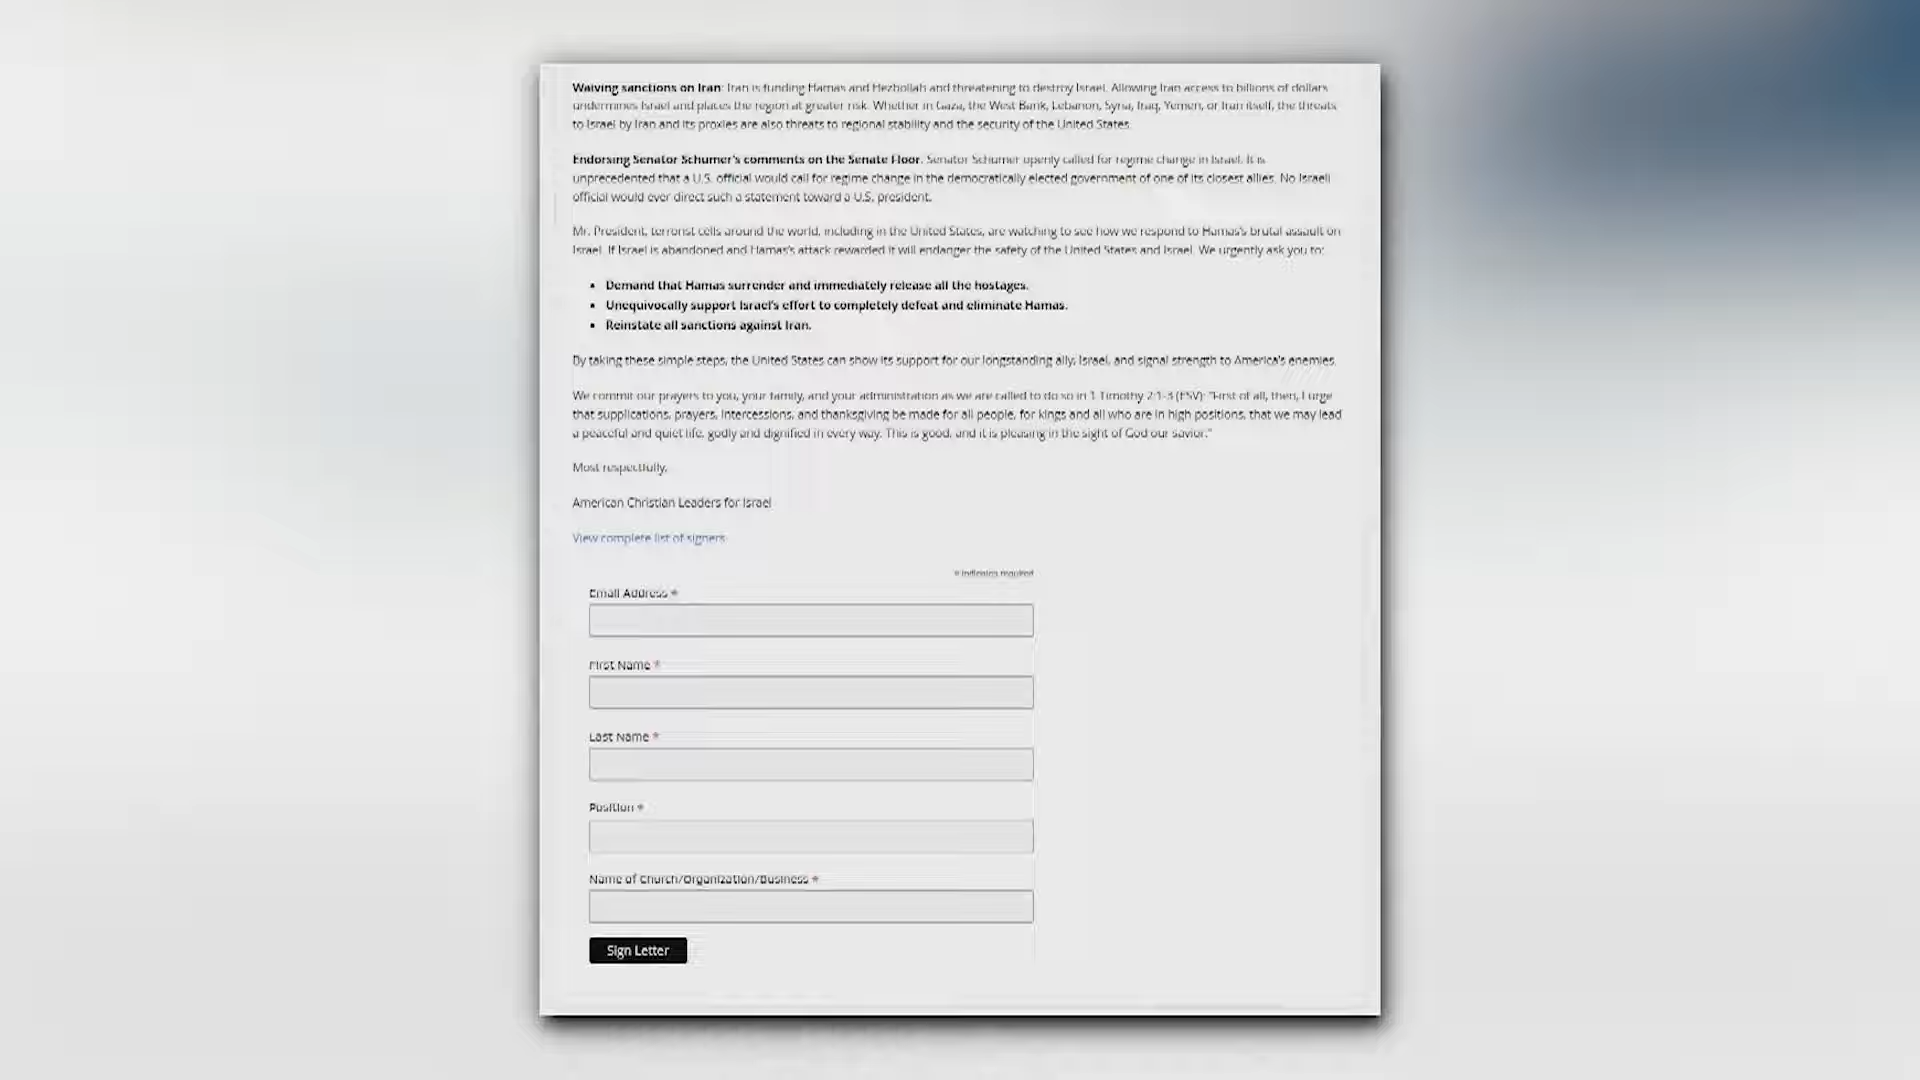 Waiving sanctions on Iran: Iran is funding Hamas and Hezbollah and threatening to destroy Israel. Allowing Iran access to billions of dollars
undermines Israel and places the region at greater risk. Whether in Gaza, the West Bank, Lebanon, Syria, Iraq, Yemen, or Iran itself, the threats
to Israel by Iran and its proxies are also threats to regional stability and the security of the United States.
Endorsing Senator Schumer's comments on the Senate Floor. Senator Schumer openly called for regime change in Israel. It is
unprecedented that a U.S. official would call for regime change in the democratically elected government of one of its closest allies. No Israeli
official would ever direct such a statement toward a U.S. president.
Mr. President, terrorist cells around the world, including in the United States, are watching to see how we respond to Hamas's brutal assault on
Israel. If Israel is abandoned and Hamas's attack rewarded it will endanger the safety of the United States and Israel. We urgently ask you to:
• Demand that Hamas surrender and immediately release all the hostages.
• Unequivocally support Israel's effort to completely defeat and eliminate Hamas.
• Reinstate all sanctions against Iran.
By taking these simple steps, the United States can show its support for our longstanding ally, Israel, and signal strength to America's enemies.
We commit our prayers to you, your family, and your administration as we are called to do so in 1 Timothy 2:1-3 (ESV): "First of all, then, I urge
that supplications, prayers, intercessions, and thanksgiving be made for all people, for kings and all who are in high positions, that we may lead
a peaceful and quiet life, godly and dignified in every way. This is good, and it is pleasing in the sight of God our savior."
Most respectfully,
American Christian Leaders for Israel
View complete list of signers
* indicates required
Email Address *
First Name *
Last Name *
Position *
Name of Church/Organization/Business *
Sign Letter